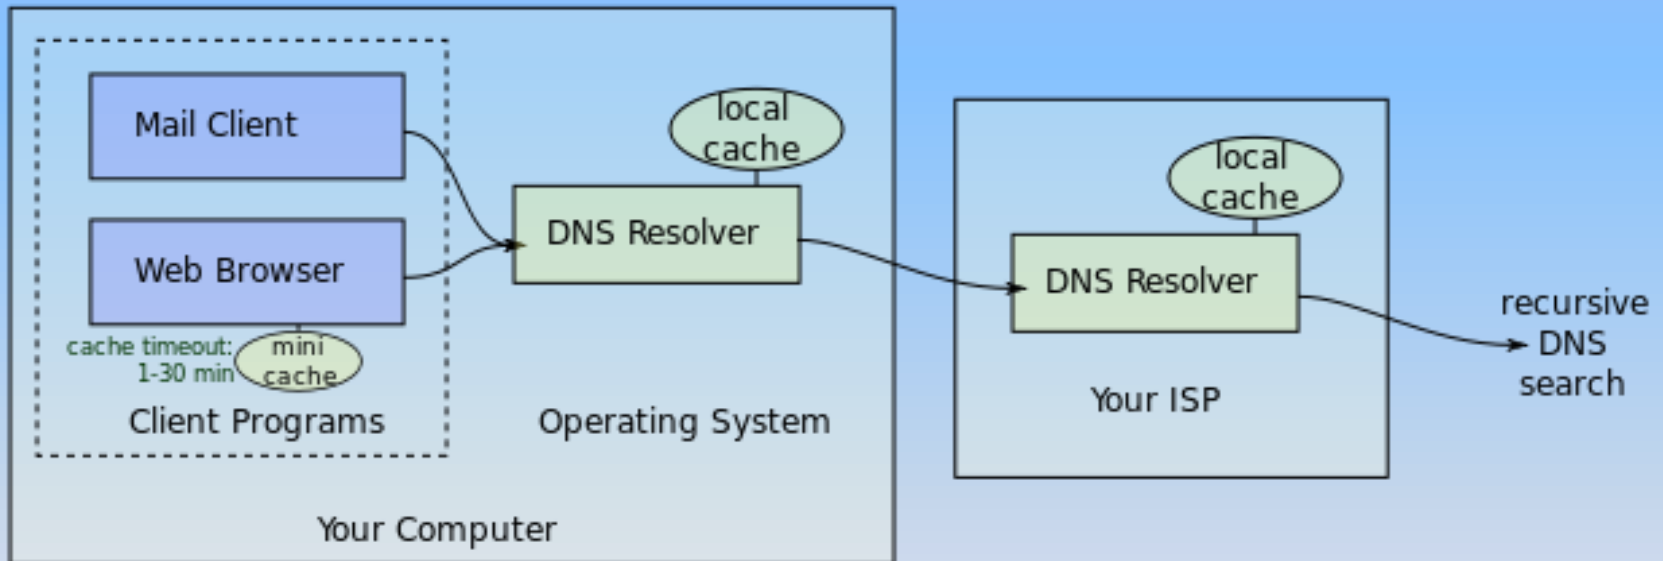 Mail Client
Web Browser
cache timeout:
1-30 min
mini
cache
Client Programs
local
cache
DNS Resolver
Operating System
Your Computer
local
cache
DNS Resolver
Your ISP
recursive
DNS
search